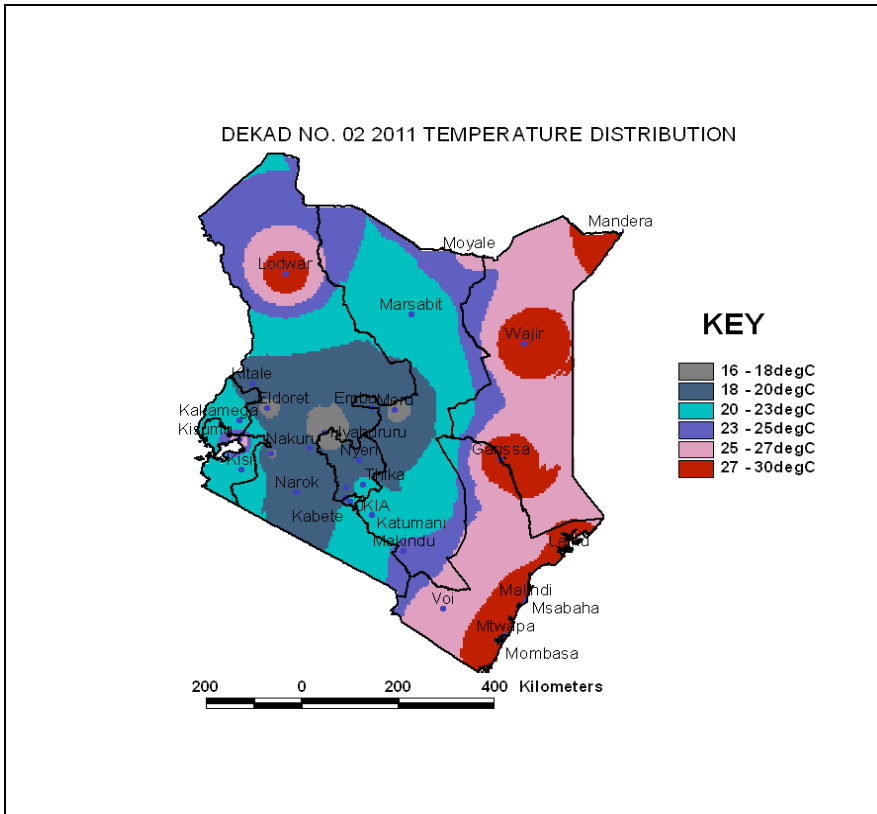 DEKAD NO. 02 2011 TEMPERATURE DISTRIBUTION
Mandera
Moyale
Lodwar
Marsabit
Wajir
KEY
16 - 18degC
18 - 20degC
20 - 23degC
23 - 25degC
25 - 27degC
27 - 30degC
Kitale
Eldoret
Embu
Meru
Kakamega
Kisumu
Nyahururu
Nakuru
Nyeri
Garissa
Kisii
Thika
Narok
JKIA
Kabete
Katumani
Makindu
Lamu
Malindi
Voi
Msabaha
Mtwapa
Mombasa
200 0 200 400 Kilometers